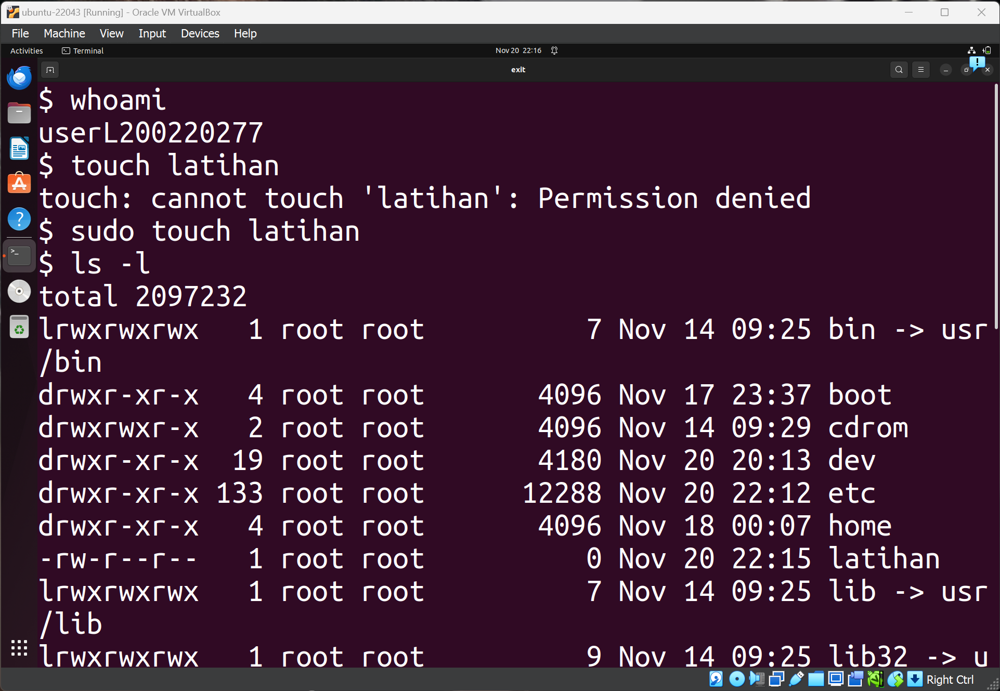 ubuntu-22043 [Running] - Oracle VM VirtualBox
File Machine View Input Devices Help
Activities Terminal Nov 20 22:16
exit
$ whoami
userL200220277
$ touch latihan
touch: cannot touch 'latihan': Permission denied
$ sudo touch latihan
$ ls -l
total 2097232
lrwxrwxrwx 1 root root 7 Nov 14 09:25 bin -> usr
/bin
drwxr-xr-x 4 root root 4096 Nov 17 23:37 boot
drwxrwxr-x 2 root root 4096 Nov 14 09:29 cdrom
drwxr-xr-x 19 root root 4180 Nov 20 20:13 dev
drwxr-xr-x 133 root root 12288 Nov 20 22:12 etc
drwxr-xr-x 4 root root 4096 Nov 18 00:07 home
-rw-r--r-- 1 root root 0 Nov 20 22:15 latihan
lrwxrwxrwx 1 root root 7 Nov 14 09:25 lib -> usr
/lib
lrwxrwxrwx 1 root root 9 Nov 14 09:25 lib32 -> u
Right Ctrl